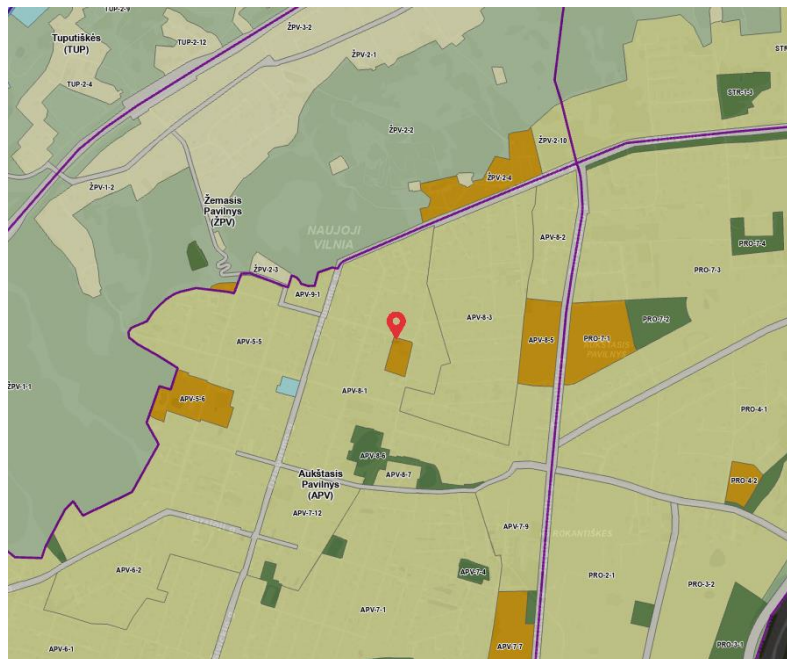 TUP-2-9
Tuputiškės
(TUP)
TUP-2-12
ŽPV-3-2
ŽPV-2-1
TUP-2-4
STR-1-3
ŽPV-2-2
ŽPV-2-10
ŽPV-1-2
ŽPV-2-4
Žemasis
Pavilnys
(ŽPV)
NAUJOJI
VILNIA
APV-8-2
PRO-7-4
ŽPV-2-3
PRO-7-3
APV-9-1
APV-8-3
PRO-7-2
APV-5-5
APV-8-5
PRO-7-1
AUKŠTASIS
PAVILNYS
ŽPV-1-1
APV-8-1
APV-5-6
PRO-4-1
APV-8-6
Aukštasis
Pavilnys
(APV)
APV-8-7
PRO-4-2
APV-7-12
APV-7-9
ROKANTIŠKĖS
APV-6-2
APV-7-4
PRO-2-1
PRO-3-2
APV-7-1
APV-6-1
APV-7-7
PRO-3-1